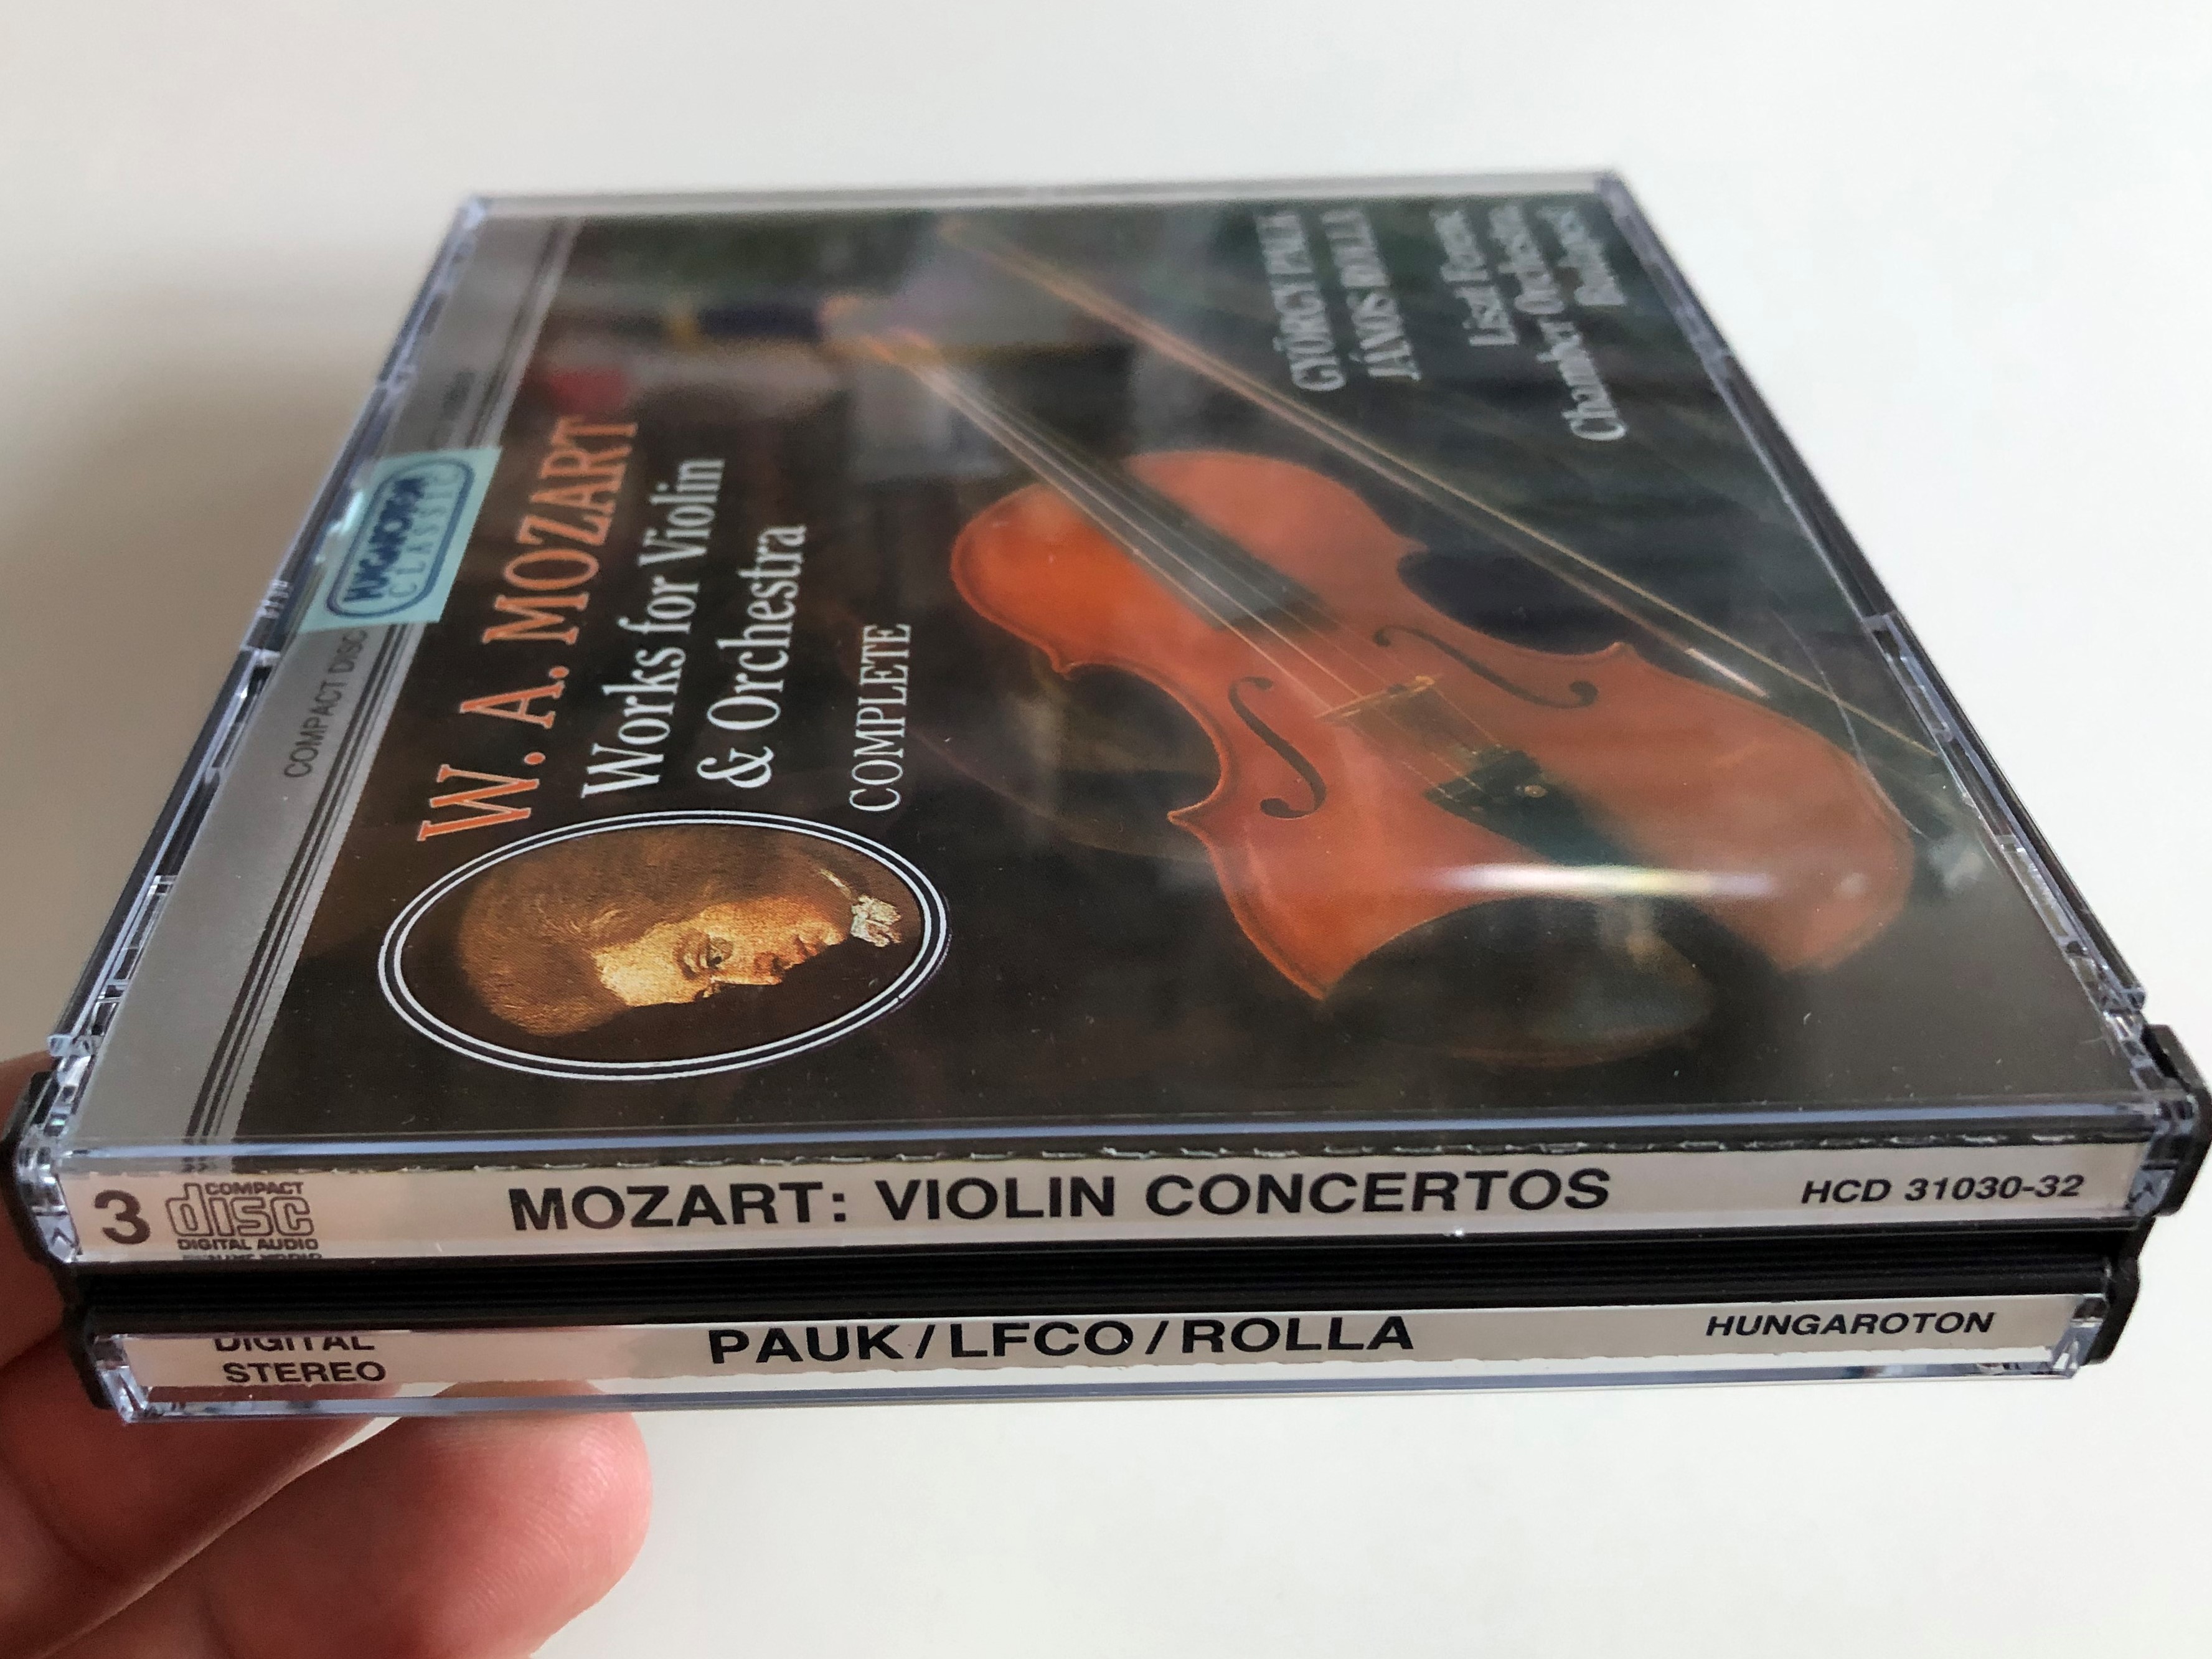 COMPACT DISC
HUNGAROTON
CLASSIC
W. A. MOZART
Works for Violin
& Orchestra
COMPLETE
GYÖRGY PAUK
JÁNOS ROLLA
Liszt Ferenc
Chamber Orchestra
Budapest
3 COMPACT disc DIGITAL AUDIO
MOZART: VIOLIN CONCERTOS
HCD 31030-32
DIGITAL
STEREO
PAUK/LFCO/ROLLA
HUNGAROTON